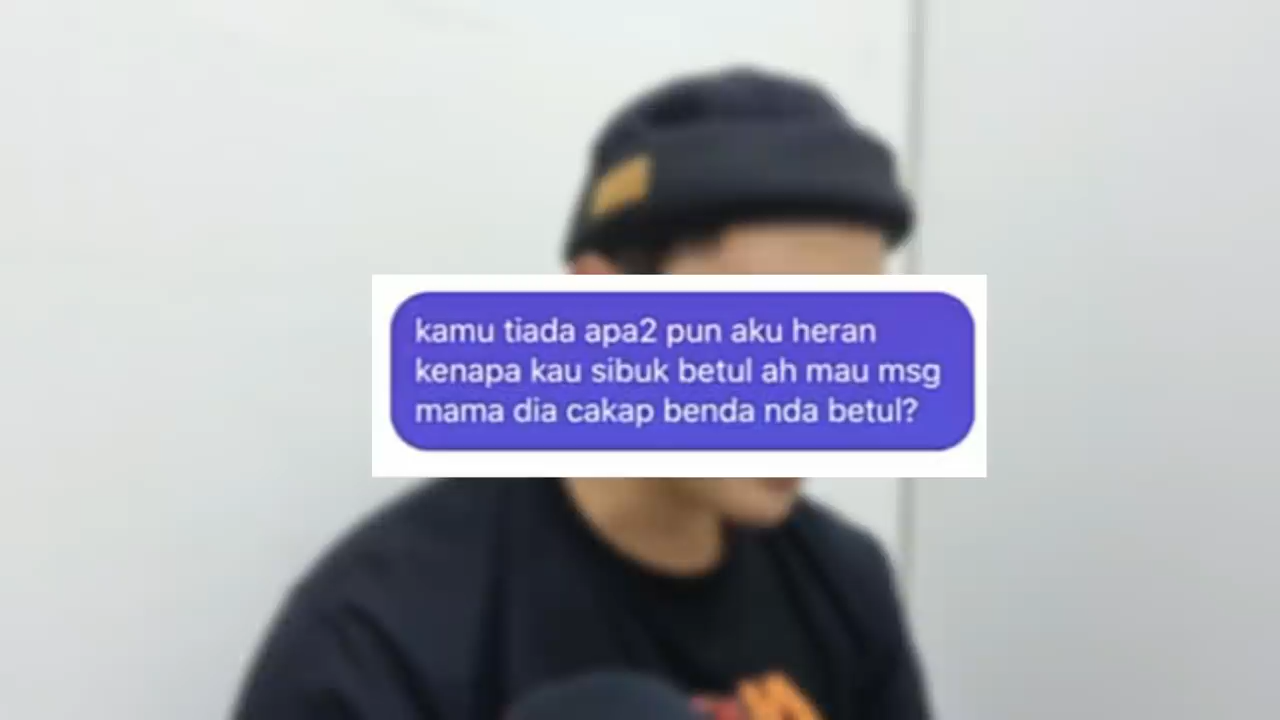 kamu tiada apa2 pun aku heran
kenapa kau sibuk betul ah mau msg
mama dia cakap benda nda betul?